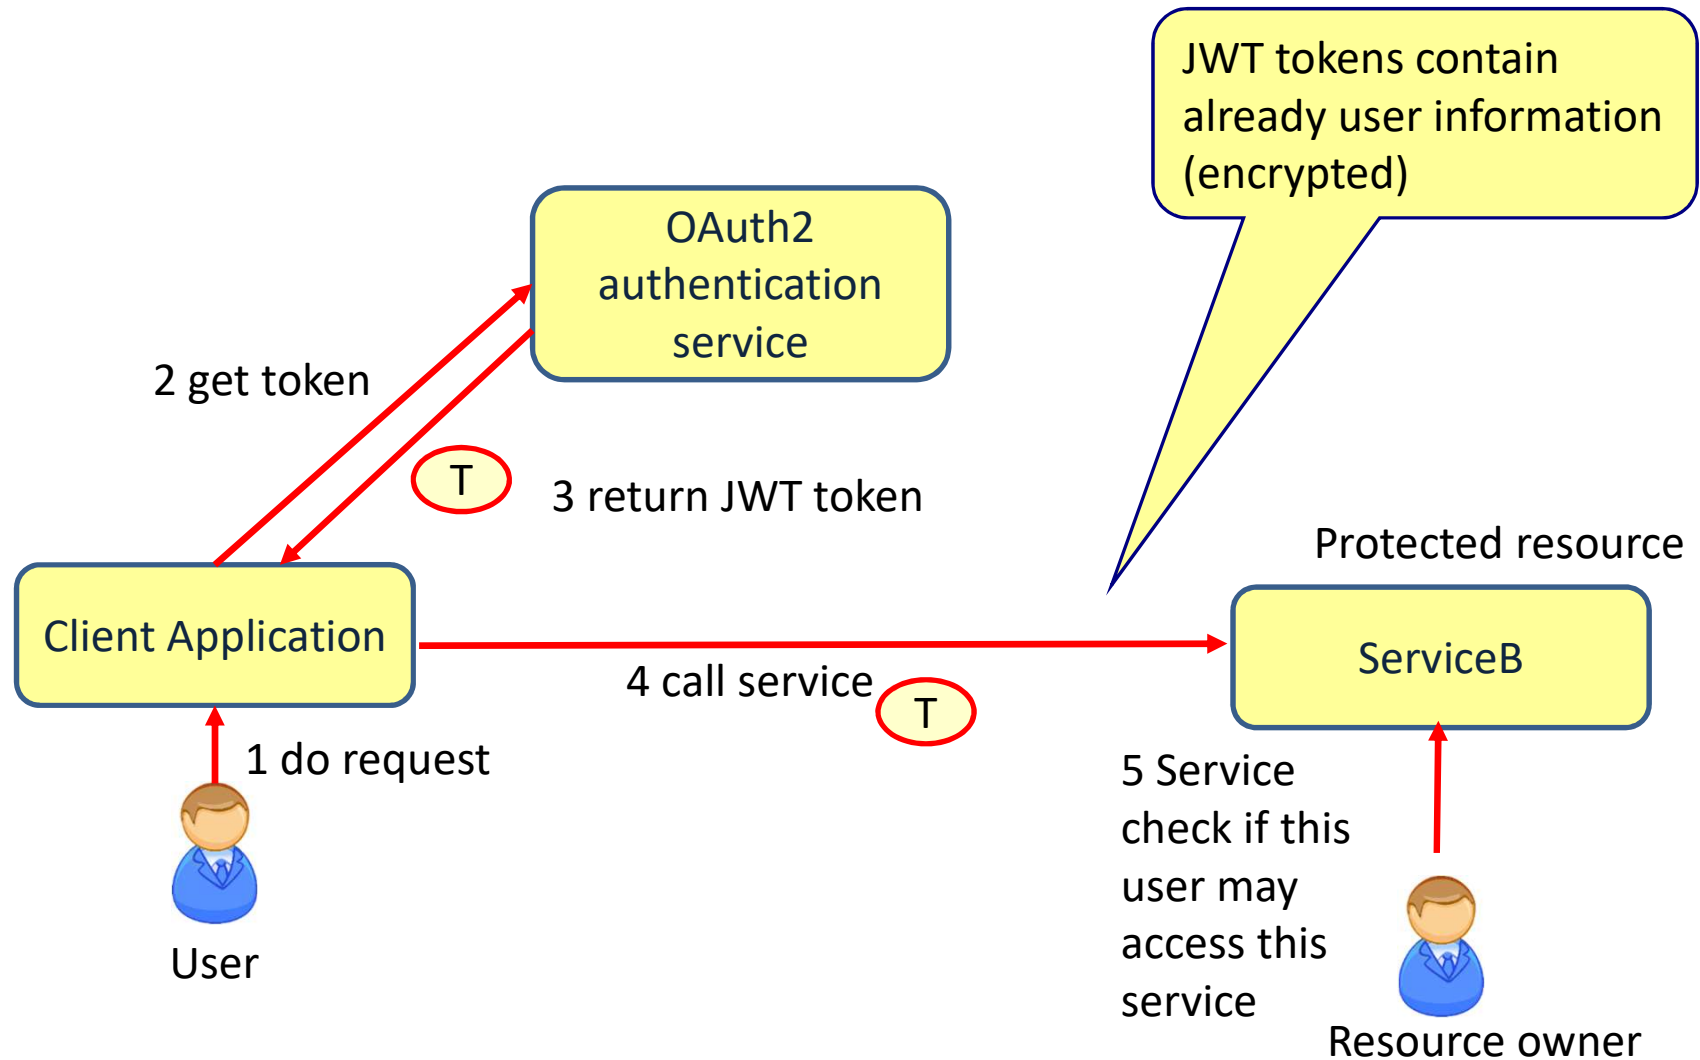 JWT tokens contain
already user information
(encrypted)
OAuth2
authentication
service
2 get token
T
3 return JWT token
Protected resource
Client Application
ServiceB
4 call service
T
1 do request
5 Service
check if this
user may
access this
service
User
Resource owner